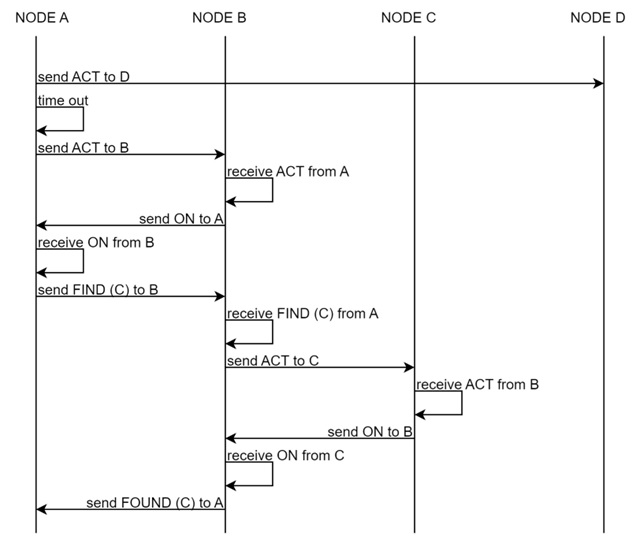 NODE A
NODE B
NODE C
NODE D
send ACT to D
time out
send ACT to B
receive ACT from A
send ON to A
receive ON from B
send FIND (C) to B
receive FIND (C) from A
send ACT to C
receive ACT from B
send ON to B
receive ON from C
send FOUND (C) to A